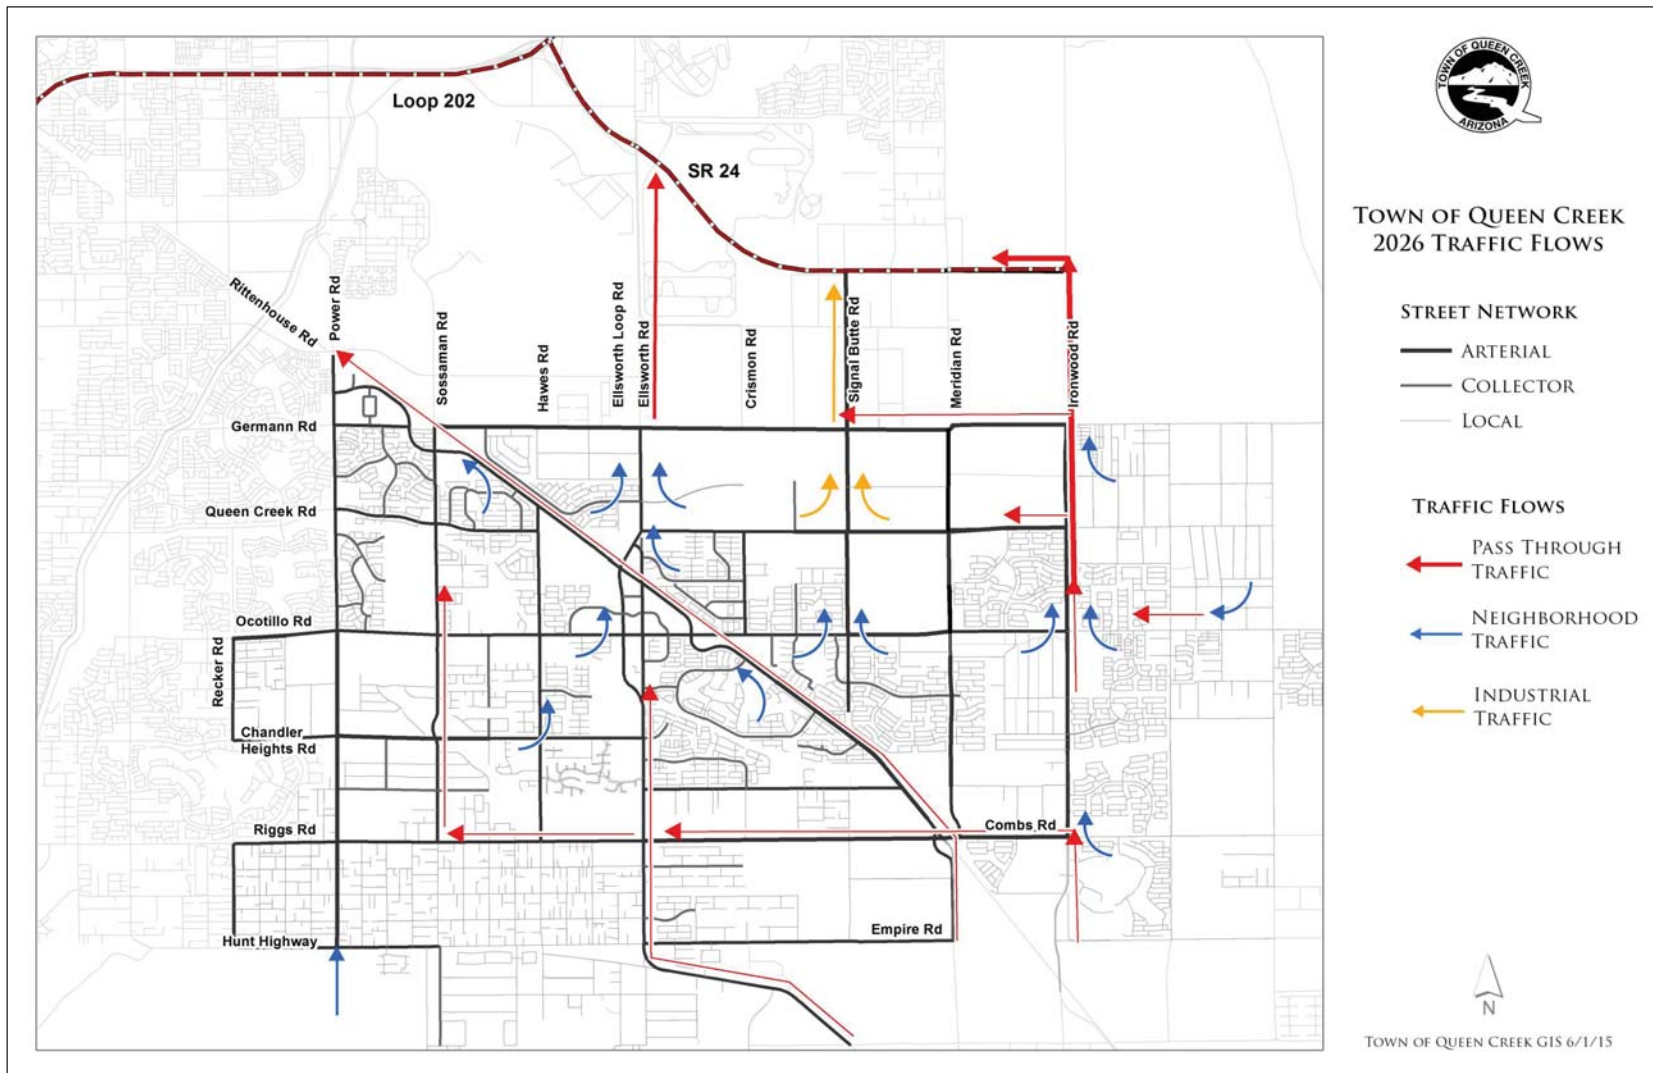 Loop 202
SR 24
Rittenhouse Rd
Power Rd
Sossaman Rd
Hawes Rd
Ellsworth Loop Rd
Ellsworth Rd
Crismon Rd
Signal Butte Rd
Meridian Rd
Ironwood Rd
Germann Rd
Queen Creek Rd
Ocotillo Rd
Recker Rd
Chandler
Heights Rd
Riggs Rd
Combs Rd
Empire Rd
Hunt Highway
TOWN OF QUEEN CREEK
ARIZONA
TOWN OF QUEEN CREEK
2026 TRAFFIC FLOWS
STREET NETWORK
ARTERIAL
COLLECTOR
LOCAL
TRAFFIC FLOWS
PASS THROUGH
TRAFFIC
NEIGHBORHOOD
TRAFFIC
INDUSTRIAL
TRAFFIC
N
TOWN OF QUEEN CREEK GIS 6/1/15